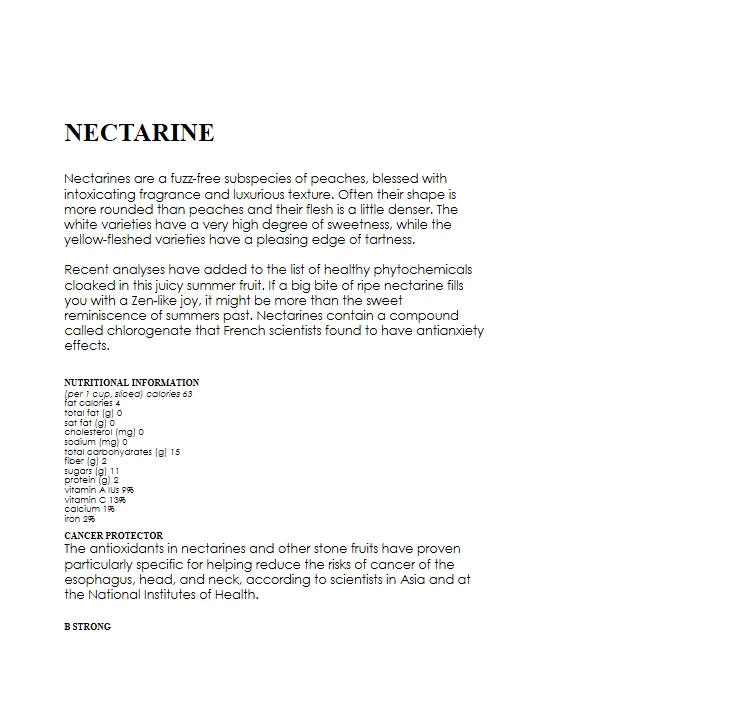 NECTARINE
Nectarines are a fuzz-free subspecies of peaches, blessed with
intoxicating fragrance and luxurious texture. Often their shape is
more rounded than peaches and their flesh is a little denser. The
white varieties have a very high degree of sweetness, while the
yellow-fleshed varieties have a pleasing edge of tartness.
Recent analyses have added to the list of healthy phytochemicals
cloaked in this juicy summer fruit. If a big bite of ripe nectarine fills
you with a Zen-like joy, it might be more than the sweet
reminiscence of summers past. Nectarines contain a compound
called chlorogenate that French scientists found to have antianxiety
effects.
NUTRITIONAL INFORMATION
(per 1 cup, sliced) calories 63
fat calories 4
total fat (g) 0
sat fat (g) 0
cholesterol (mg) 0
sodium (mg) 0
total carbohydrates (g) 15
fiber (g) 2
sugars (g) 11
protein (g) 2
vitamin A IUs 9%
vitamin C 13%
calcium 1%
iron 2%
CANCER PROTECTOR
The antioxidants in nectarines and other stone fruits have proven
particularly specific for helping reduce the risks of cancer of the
esophagus, head, and neck, according to scientists in Asia and at
the National Institutes of Health.
B STRONG